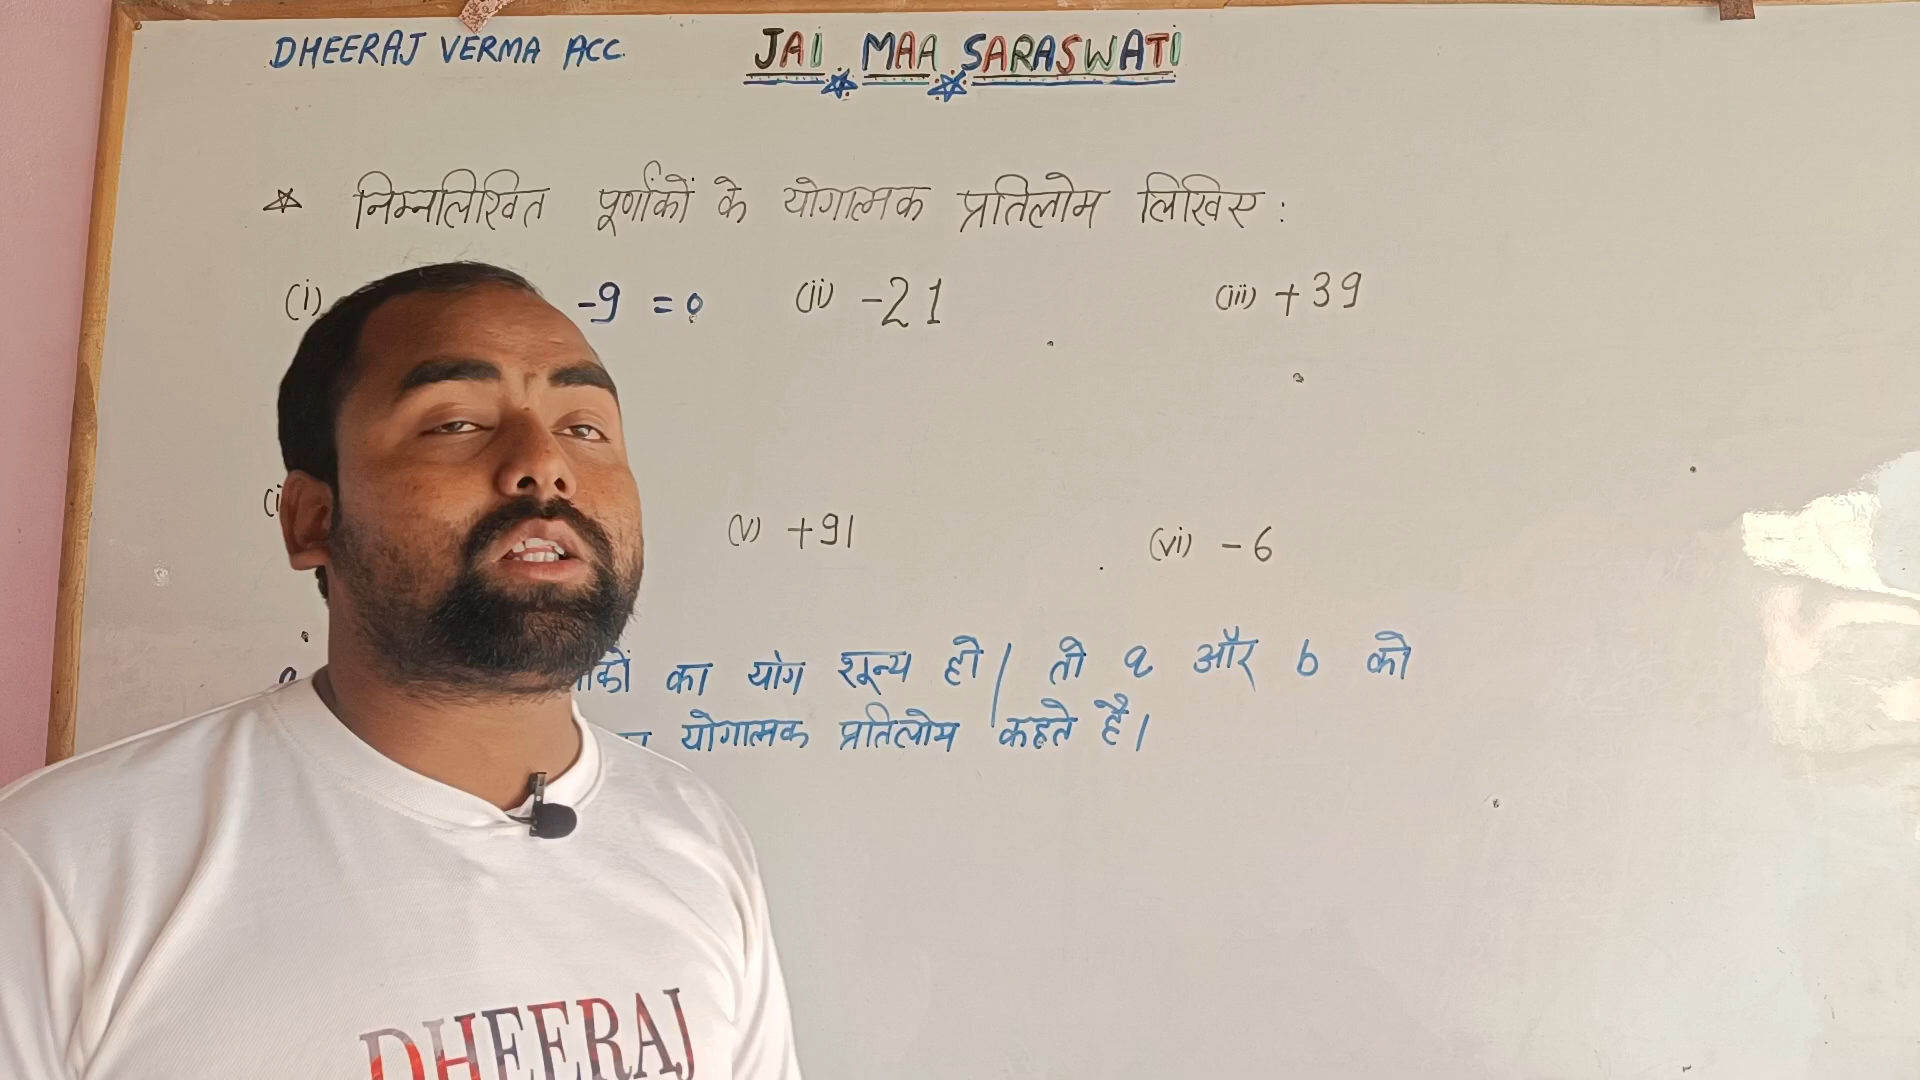 DHEERAJ VERMA ACC. JAI MAA SARASWATI
निम्नलिखित पूर्णांकों के योगात्मक प्रतिलोम लिखिए :
(i) -9 = 0 (ii) -21 (iii) +39
(v) +91 (vi) -6
का योग शून्य हो / तो a और b को
योगात्मक प्रतिलोम कहते है।
DHEERAJ